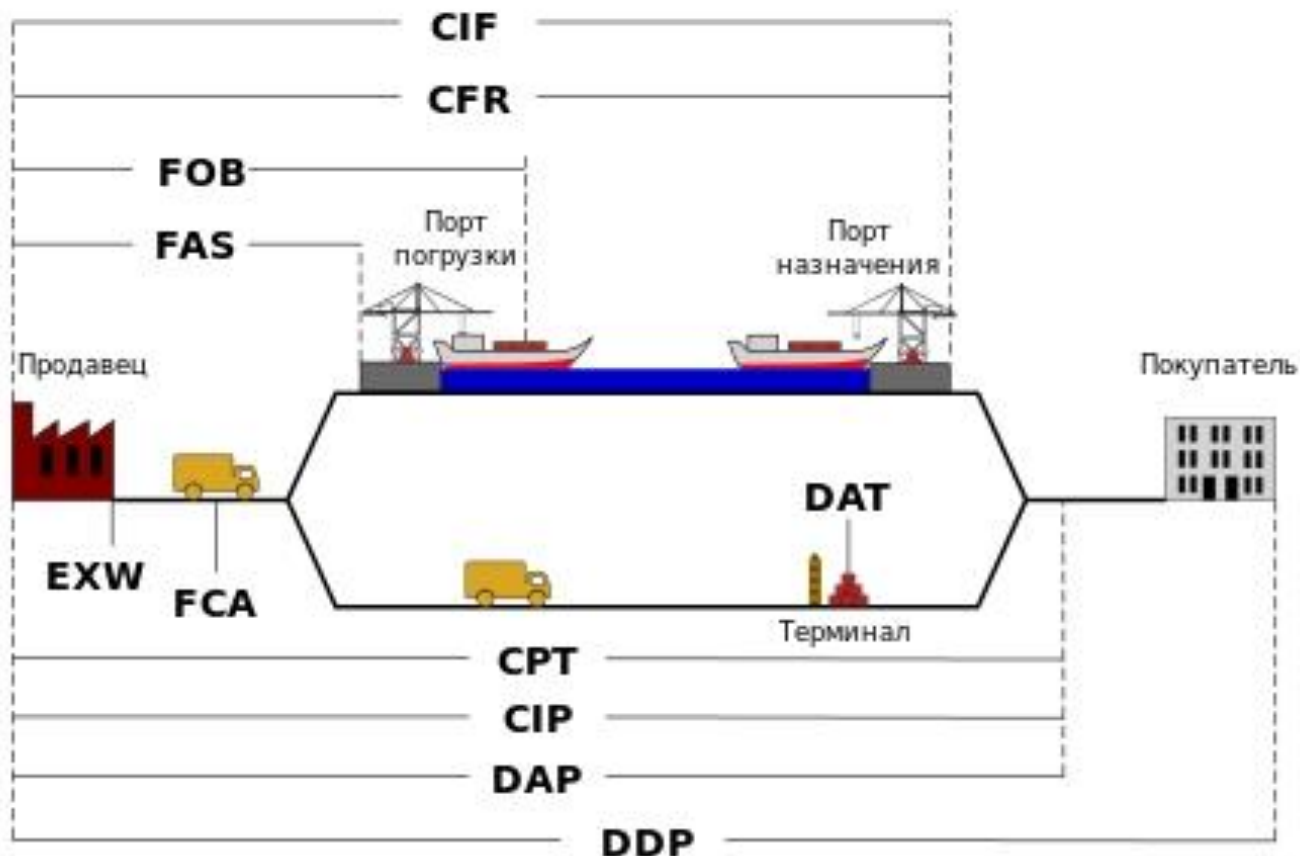 CIF
CFR
FOB
FAS
Порт
погрузки
Порт
назначения
Продавец
Покупатель
DAT
EXW
FCA
Терминал
CPT
CIP
DAP
DDP